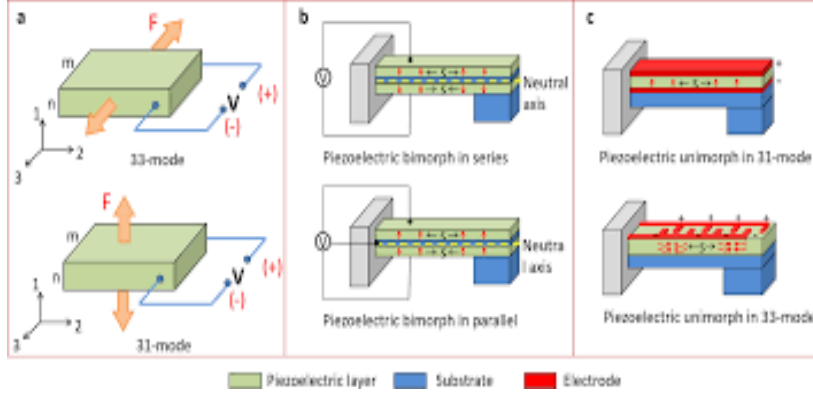 a
F
m
n
V
(+)
(-)
1
2
3
33-mode
F
m
n
V
(+)
(-)
1
2
3
31-mode
b
V
S
S
Neutral
axis
Piezoelectric bimorph in series
V
S
S
Neutra
l axis
Piezoelectric bimorph in parallel
c
+
-
S
Piezoelectric unimorph in 31-mode
+ + + +
S
Piezoelectric unimorph in 33-mode
Piezoelectric layer
Substrate
Electrode